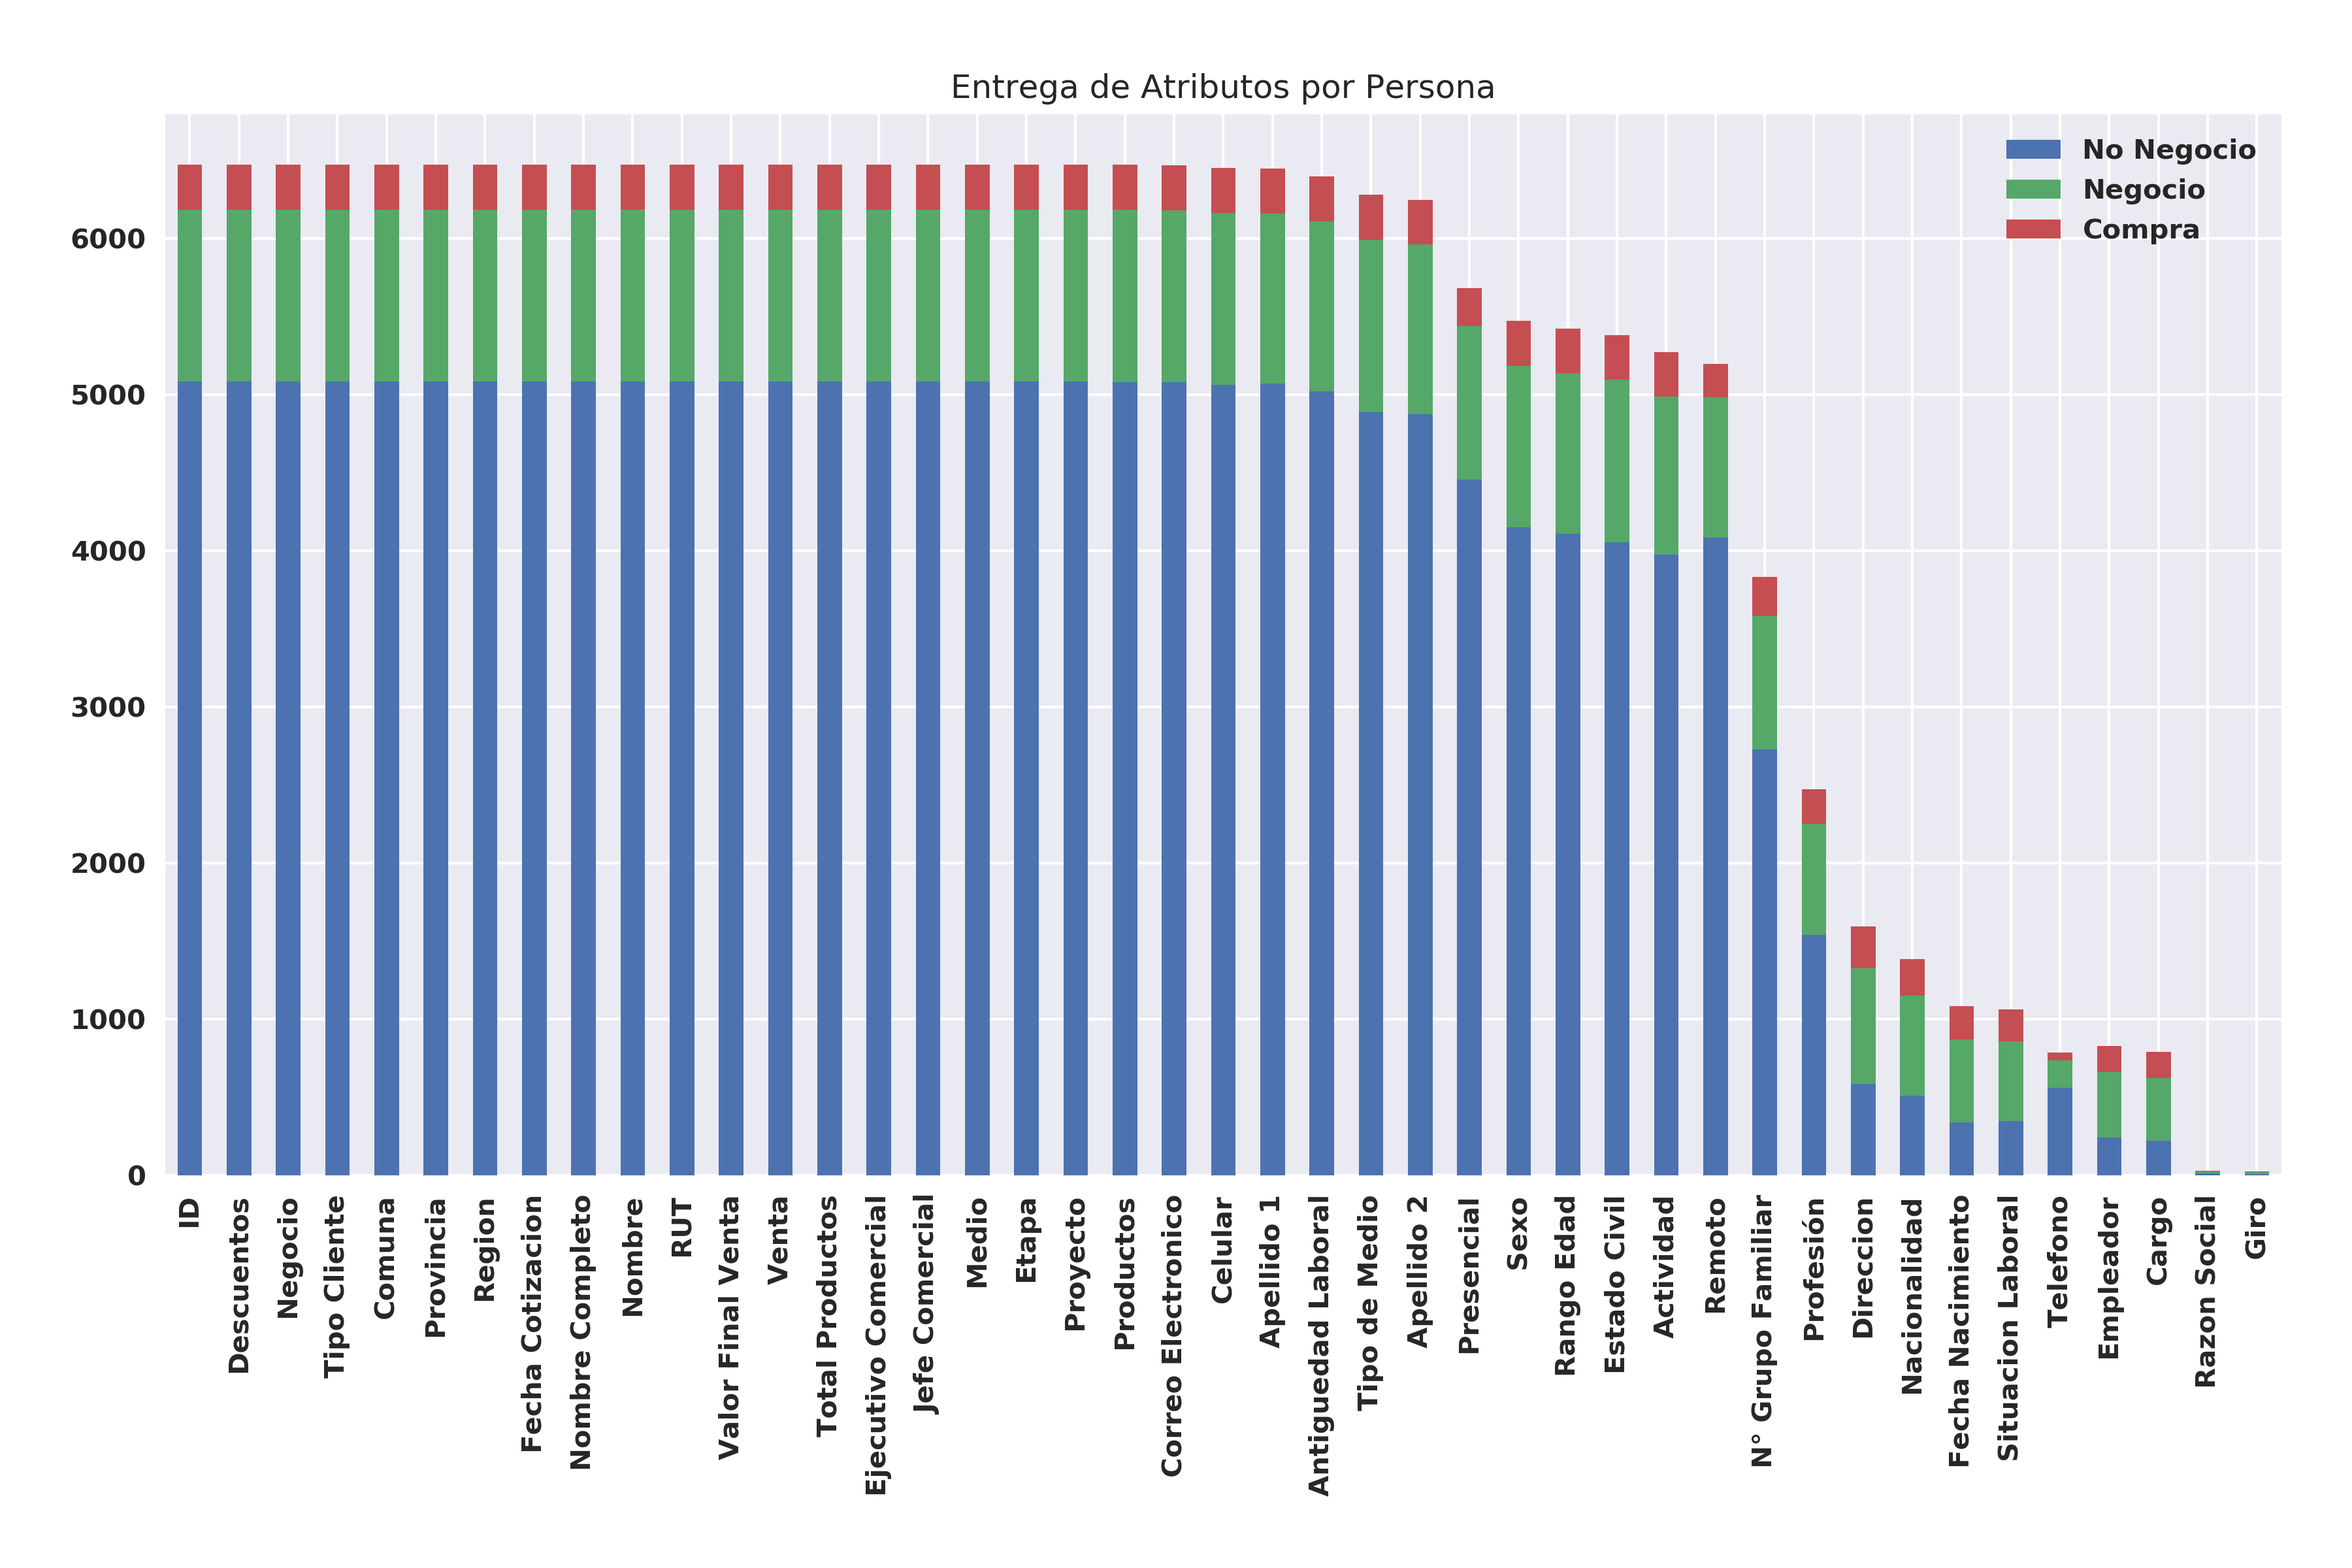 Entrega de Atributos por Persona
No Negocio
Negocio
Compra
6000
5000
4000
3000
2000
1000
0
ID
Descuentos
Negocio
Tipo Cliente
Comuna
Provincia
Region
Fecha Cotizacion
Nombre Completo
Nombre
RUT
Valor Final Venta
Venta
Total Productos
Ejecutivo Comercial
Jefe Comercial
Medio
Etapa
Proyecto
Productos
Correo Electronico
Celular
Apellido 1
Antiguedad Laboral
Tipo de Medio
Apellido 2
Presencial
Sexo
Rango Edad
Estado Civil
Actividad
Remoto
N° Grupo Familiar
Profesión
Direccion
Nacionalidad
Fecha Nacimiento
Situacion Laboral
Telefono
Empleador
Cargo
Razon Social
Giro